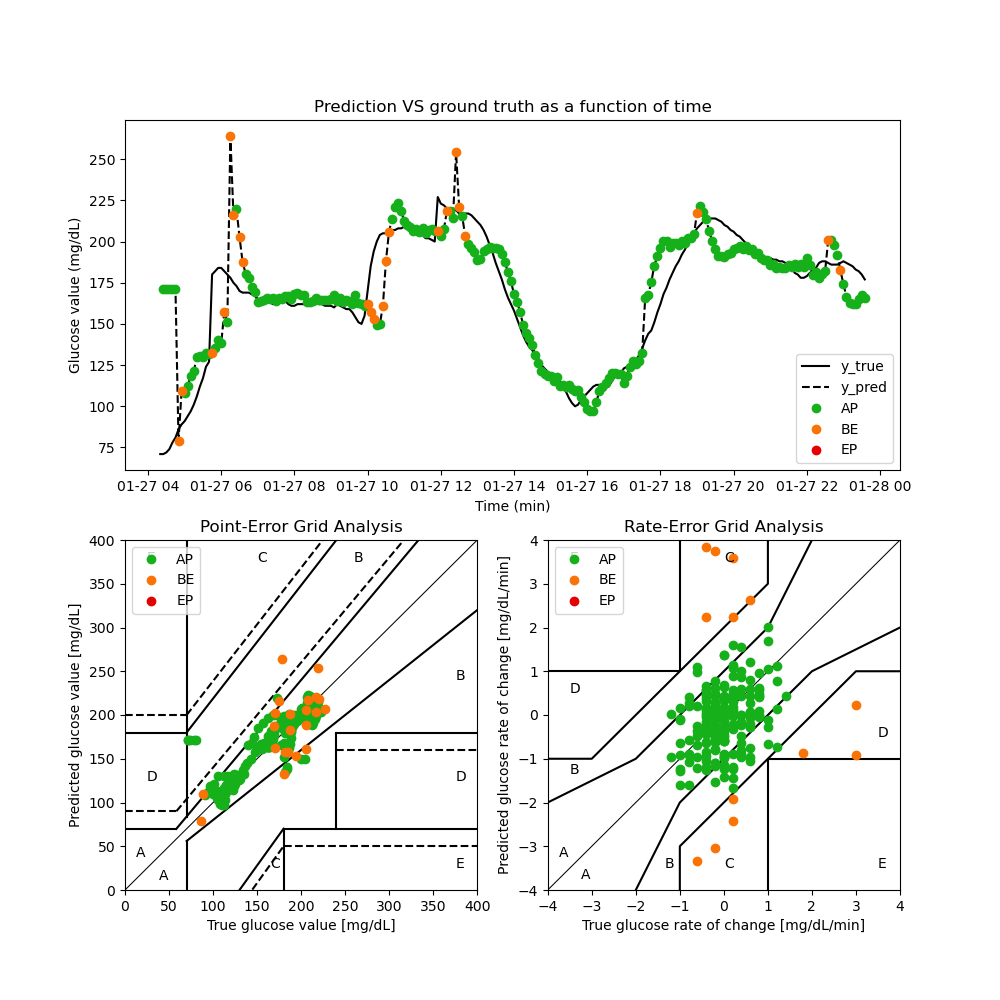 Prediction VS ground truth as a function of time
Glucose value (mg/dL)
250
225
200
175
150
125
100
75
y_true
y_pred
AP
BE
EP
01-27 04 01-27 06 01-27 08 01-27 10 01-27 12 01-27 14 01-27 16 01-27 18 01-27 20 01-27 22 01-28 00
Time (min)
Point-Error Grid Analysis
Predicted glucose value [mg/dL]
400
350
300
250
200
150
100
50
0
AP
BE
EP
C
B
B
D
D
A
A
C
E
0 50 100 150 200 250 300 350 400
True glucose value [mg/dL]
Rate-Error Grid Analysis
Predicted glucose rate of change [mg/dL/min]
4
3
2
1
0
−1
−2
−3
−4
AP
BE
EP
C
D
D
B
A
A
B
C
E
−4 −3 −2 −1 0 1 2 3 4
True glucose rate of change [mg/dL/min]